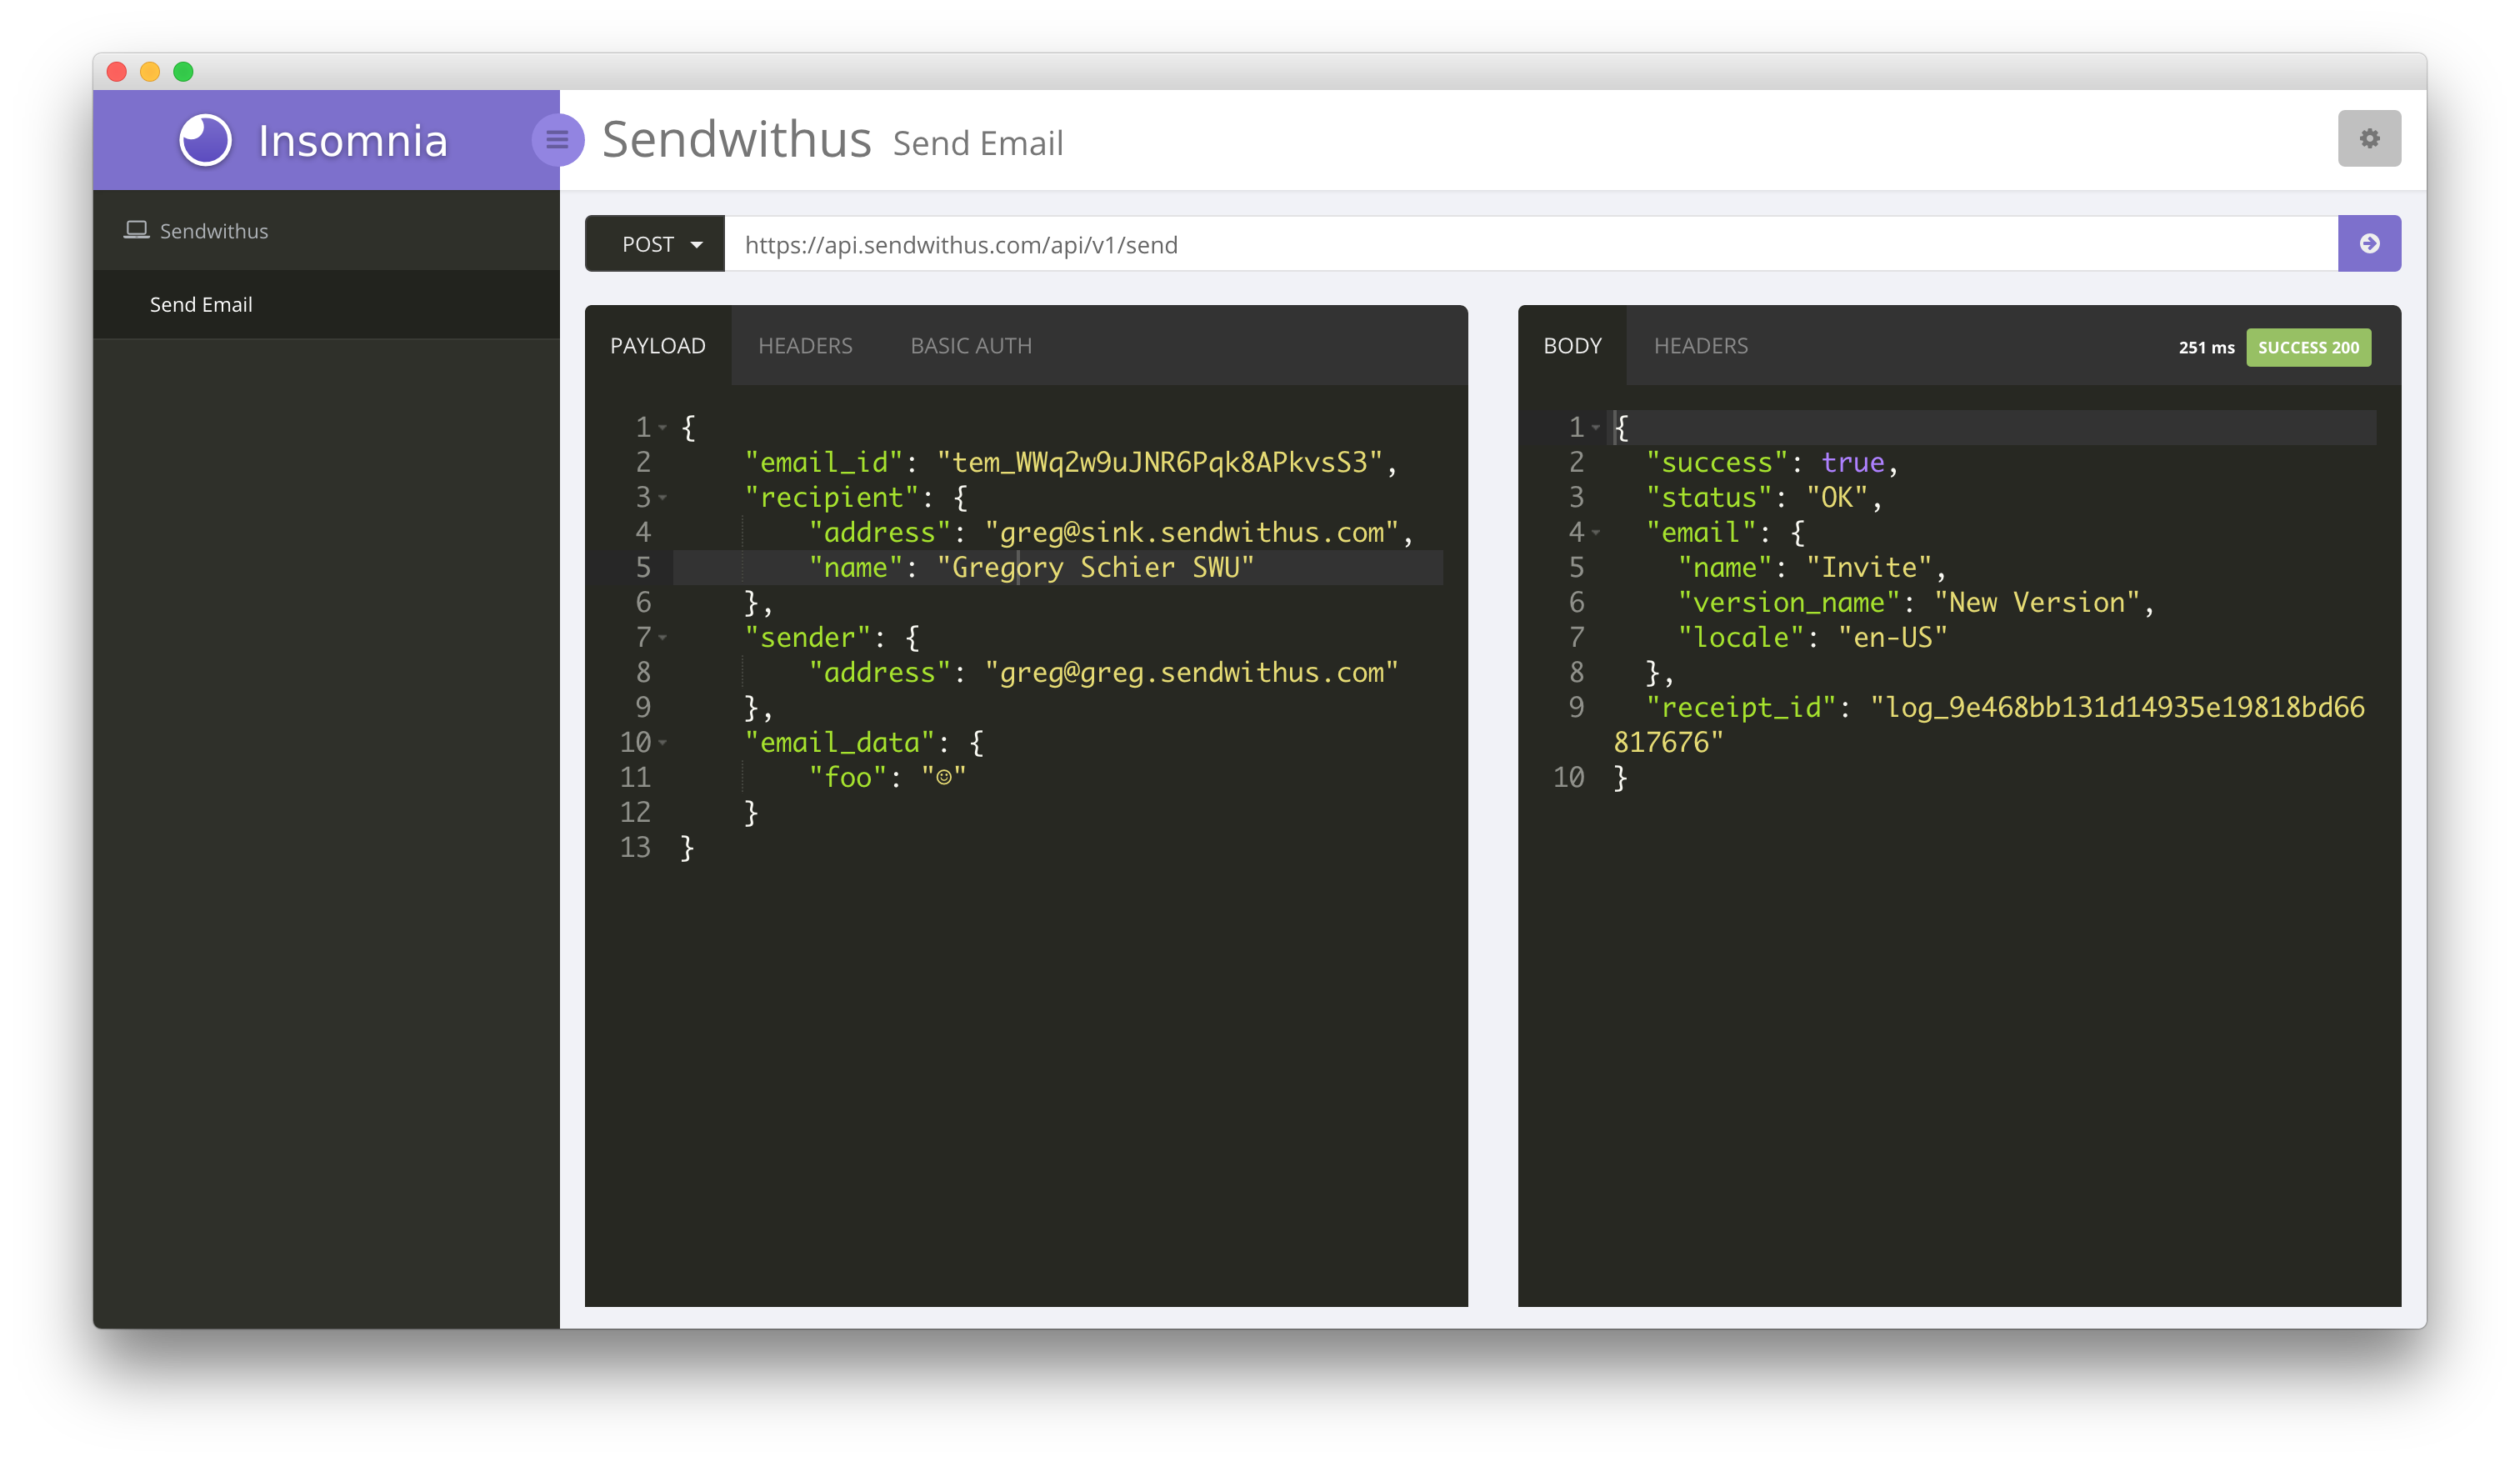 Insomnia
Sendwithus Send Email
Sendwithus
Send Email
POST https://api.sendwithus.com/api/v1/send
PAYLOAD HEADERS BASIC AUTH
1 {
2 "email_id": "tem_WWq2w9uJNR6Pqk8APkvsS3",
3 "recipient": {
4 "address": "greg@sink.sendwithus.com",
5 "name": "Gregory Schier SWU"
6 },
7 "sender": {
8 "address": "greg@greg.sendwithus.com"
9 },
10 "email_data": {
11 "foo": "☺"
12 }
13 }
BODY HEADERS 251 ms SUCCESS 200
1 {
2 "success": true,
3 "status": "OK",
4 "email": {
5 "name": "Invite",
6 "version_name": "New Version",
7 "locale": "en-US"
8 },
9 "receipt_id": "log_9e468bb131d14935e19818bd66
817676"
10 }